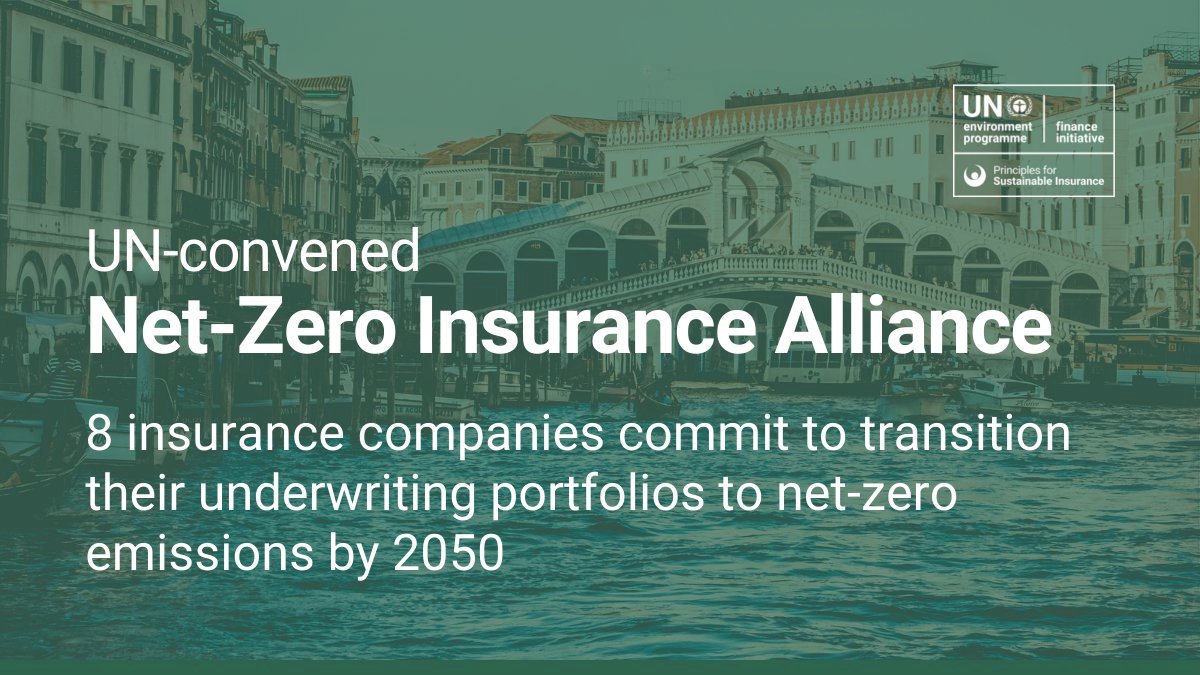 UN
environment
programme
finance
initiative
Principles for
Sustainable Insurance
UN-convened
Net-Zero Insurance Alliance
8 insurance companies commit to transition
their underwriting portfolios to net-zero
emissions by 2050